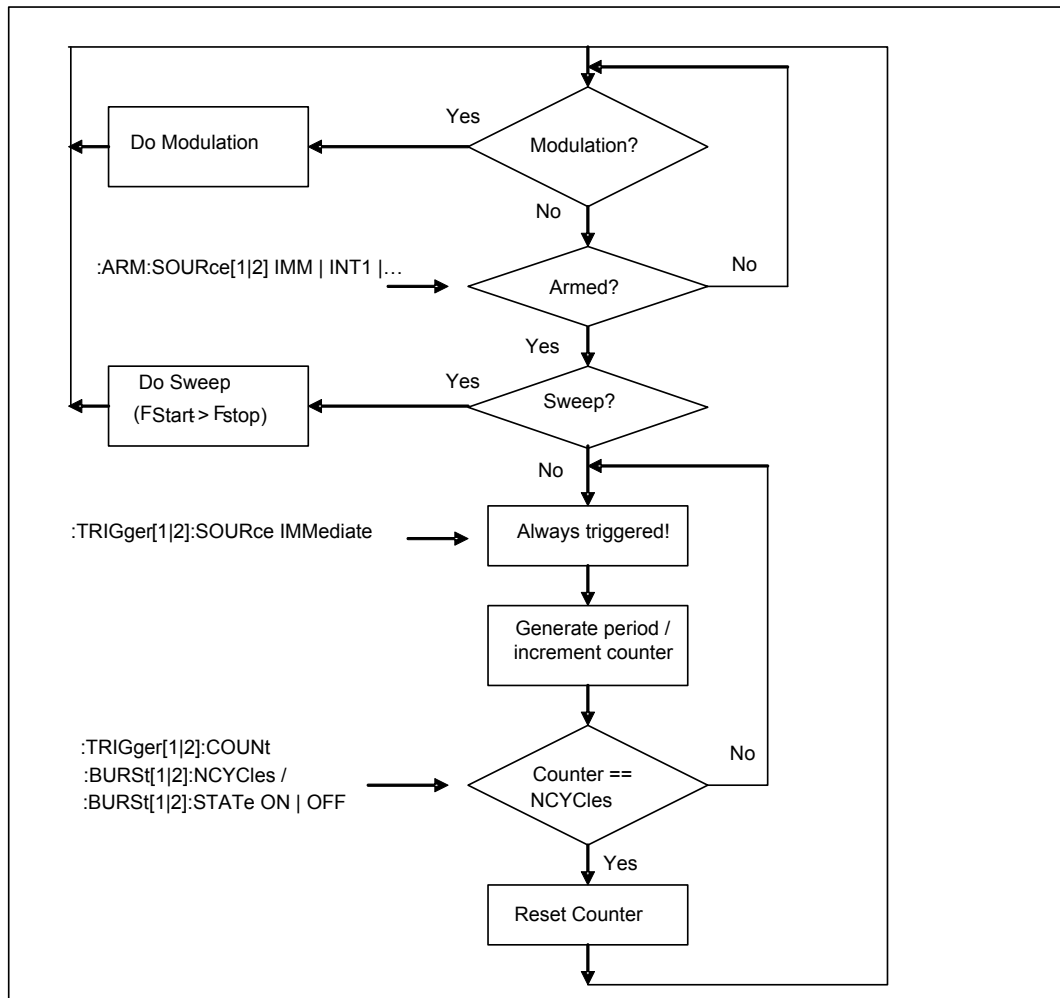 Yes
Do Modulation
Modulation?
No
:ARM:SOURce[1|2] IMM | INT1 |…
Armed?
No
Yes
Do Sweep
(FStart > Fstop)
Yes
Sweep?
No
:TRIGger[1|2]:SOURce IMMediate
Always triggered!
Generate period /
increment counter
:TRIGger[1|2]:COUNt
:BURSt[1|2]:NCYCles /
:BURSt[1|2]:STATe ON | OFF
Counter ==
NCYCles
No
Yes
Reset Counter